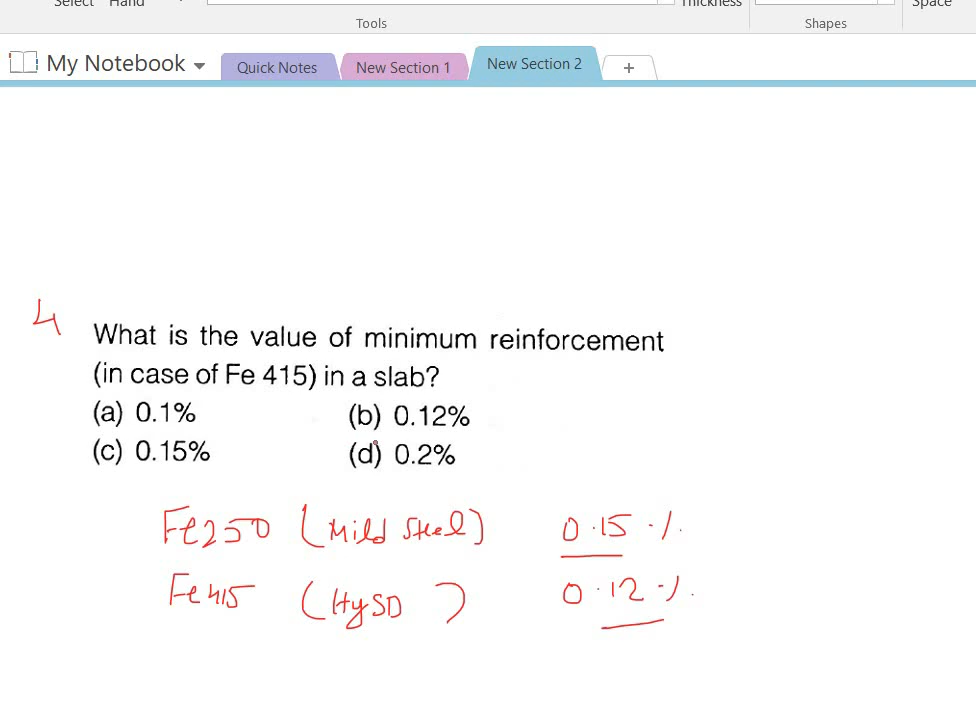 Select Hand Thickness Space
Tools Shapes
My Notebook Quick Notes New Section 1 New Section 2 +
4
What is the value of minimum reinforcement
(in case of Fe 415) in a slab?
(a) 0.1% (b) 0.12%
(c) 0.15% (d) 0.2%
Fe250 (Mild Steel) 0.15 %.
Fe415 (HYSD) 0.12 %.